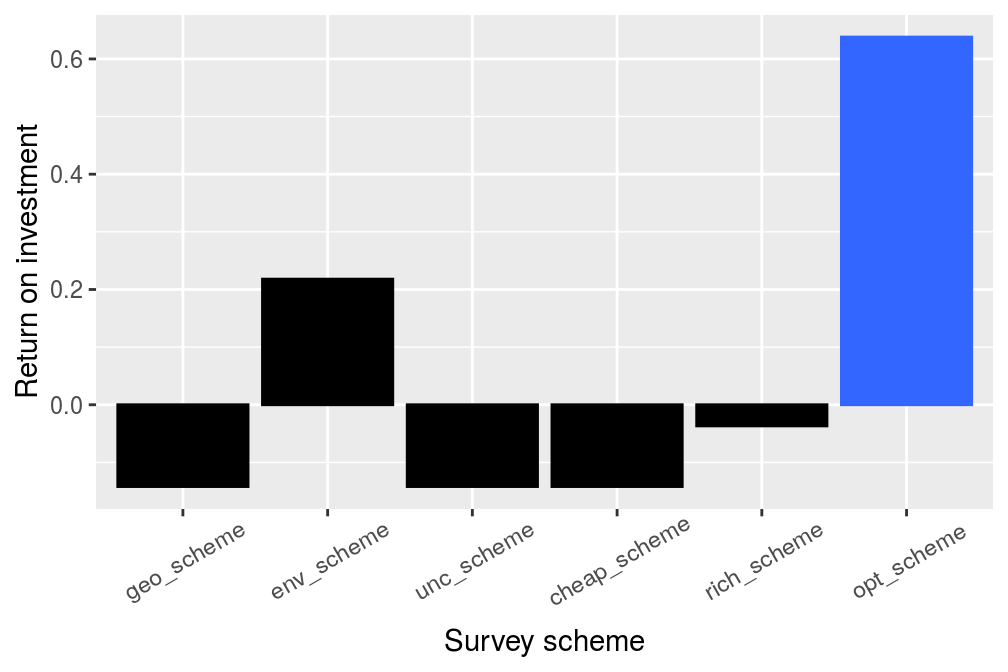 Return on investment
0.6
0.4
0.2
0.0
geo_scheme
env_scheme
unc_scheme
cheap_scheme
rich_scheme
opt_scheme
Survey scheme